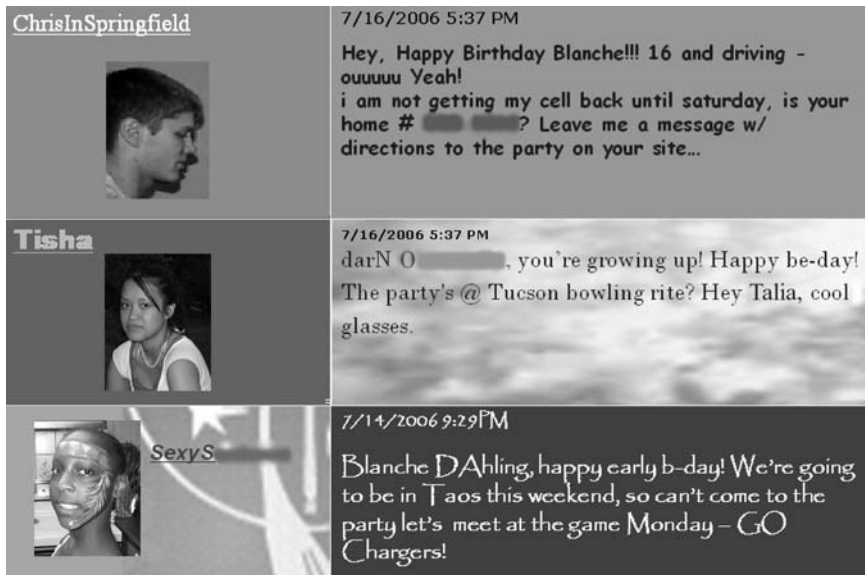 ChrisInSpringfield
7/16/2006 5:37 PM
Hey, Happy Birthday Blanche!!! 16 and driving -
ouuuuu Yeah!
i am not getting my cell back until saturday, is your
home # ? Leave me a message w/
directions to the party on your site...
Tisha
7/16/2006 5:37 PM
darN O , you're growing up! Happy be-day!
The party's @ Tucson bowling rite? Hey Talia, cool
glasses.
SexyS
7/14/2006 9:29PM
Blanche DAhling, happy early b-day! We're going
to be in Taos this weekend, so can't come to the
party let's meet at the game Monday – GO
Chargers!